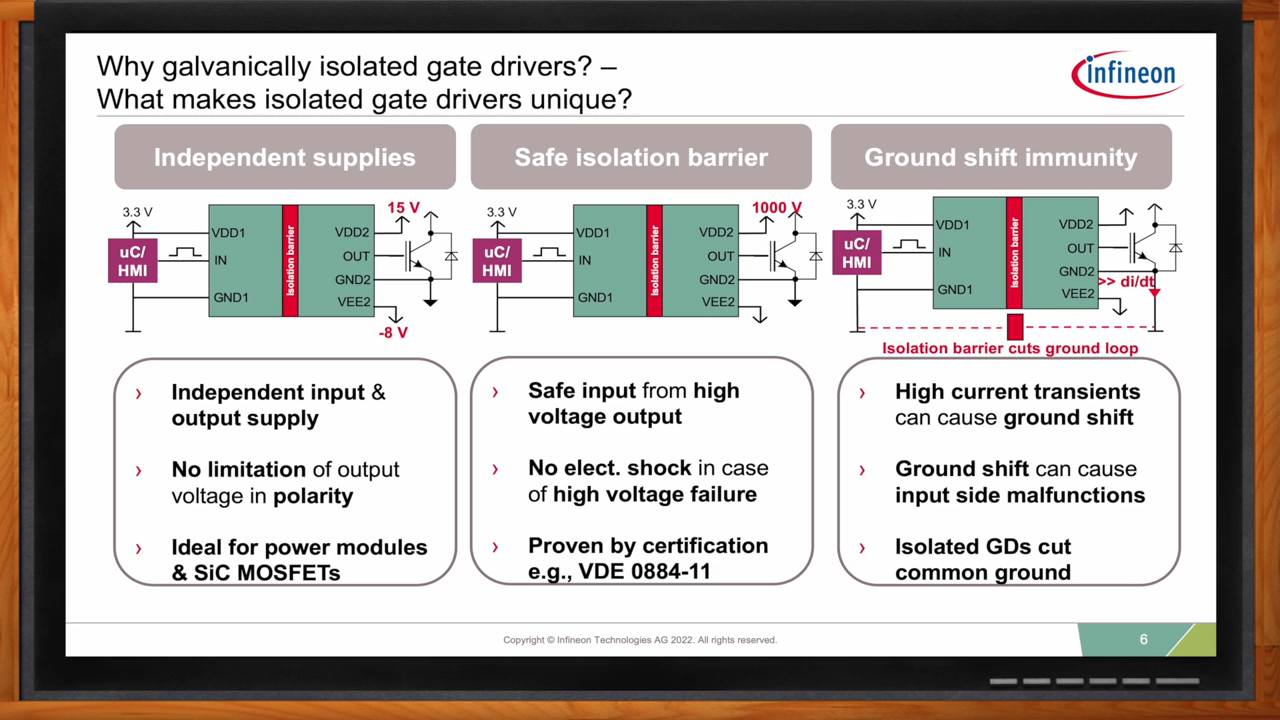 Why galvanically isolated gate drivers? –
What makes isolated gate drivers unique?
infineon
Independent supplies
3.3 V
15 V
uC/
HMI
VDD1
IN
GND1
Isolation barrier
VDD2
OUT
GND2
VEE2
-8 V
› Independent input &
output supply
› No limitation of output
voltage in polarity
› Ideal for power modules
& SiC MOSFETs
Safe isolation barrier
3.3 V
1000 V
uC/
HMI
VDD1
IN
GND1
Isolation barrier
VDD2
OUT
GND2
VEE2
› Safe input from high
voltage output
› No elect. shock in case
of high voltage failure
› Proven by certification
e.g., VDE 0884-11
Ground shift immunity
3.3 V
uC/
HMI
VDD1
IN
GND1
Isolation barrier
VDD2
OUT
GND2
>> di/dt
VEE2
Isolation barrier cuts ground loop
› High current transients
can cause ground shift
› Ground shift can cause
input side malfunctions
› Isolated GDs cut
common ground
Copyright © Infineon Technologies AG 2022. All rights reserved.
6